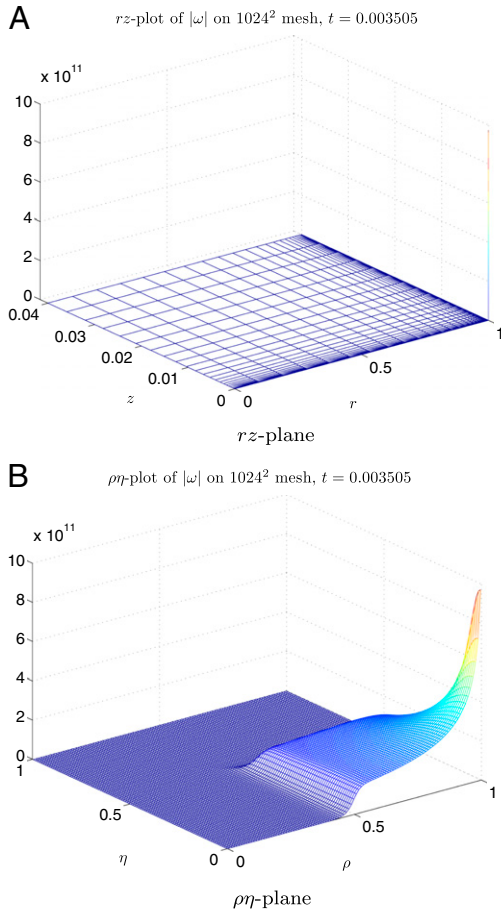 A
rz-plot of |ω| on 1024² mesh, t = 0.003505
x 10¹¹
10
8
6
4
2
0
0.04
0.03
0.02
0.01
0
z
0
0.5
1
r
rz-plane
B
ρη-plot of |ω| on 1024² mesh, t = 0.003505
x 10¹¹
10
8
6
4
2
0
1
0.5
0
η
0
0.5
1
ρ
ρη-plane